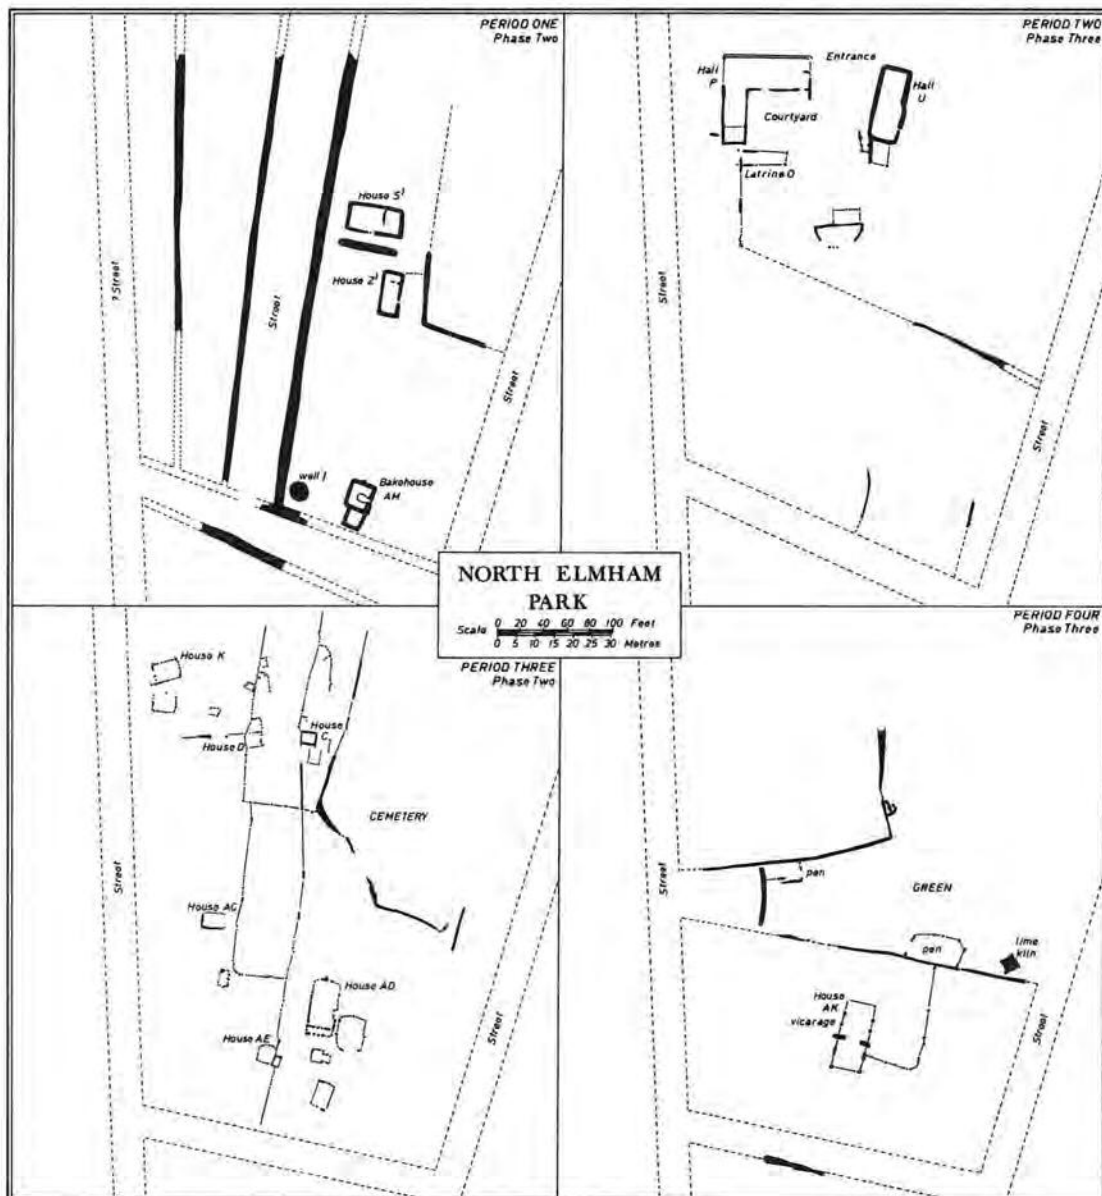 PERIOD ONE
Phase Two
House S¹
House Z¹
? Street
Street
Street
well I
Bakehouse
AM
PERIOD TWO
Phase Three
Hall
P
Entrance
Hall
U
Courtyard
Latrine O
Street
Street
NORTH ELMHAM
PARK
Scale
0 20 40 60 80 100 Feet
0 5 10 15 20 25 30 Metres
PERIOD THREE
Phase Two
House K
House D
House
C
CEMETERY
Street
House AG
House AD
House AE
Street
PERIOD FOUR
Phase Three
Street
pen
GREEN
pen
lime
kiln
House
AK
vicarage
Street